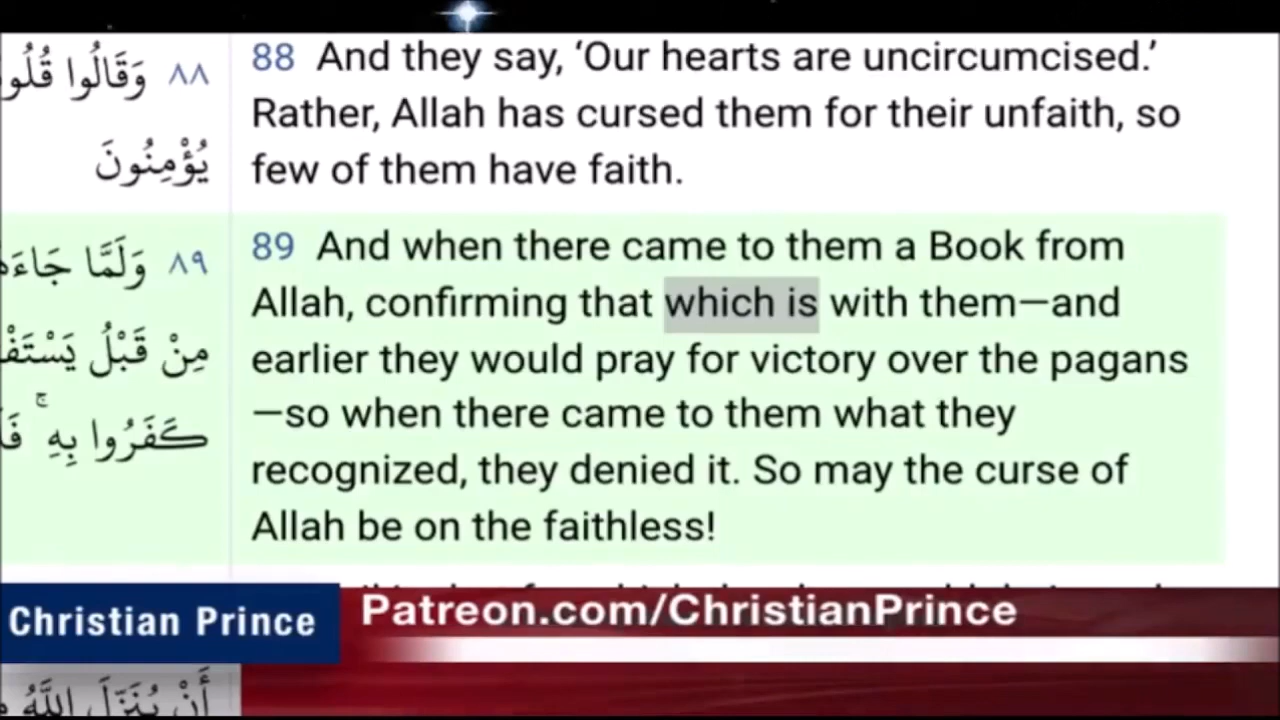 88 And they say, ‘Our hearts are uncircumcised.’
Rather, Allah has cursed them for their unfaith, so
few of them have faith.
٨٨ وَقَالُوا
يُؤْمِنُونَ
89 And when there came to them a Book from
Allah, confirming that which is with them—and
earlier they would pray for victory over the pagans
—so when there came to them what they
recognized, they denied it. So may the curse of
Allah be on the faithless!
٨٩ وَلَمَّا
مِنْ قَبْلُ
كَفَرُوا بِهِ ۚ
Christian Prince
Patreon.com/ChristianPrince
أَنْ يُنَزِّلَ اللَّهُ